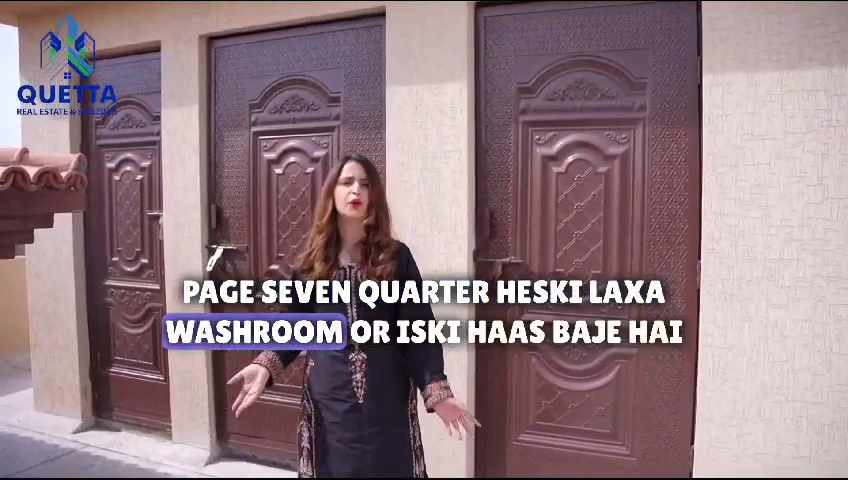 QUETTA
REAL ESTATE &
PAGE SEVEN QUARTER HESKI LAXA
WASHROOM OR ISKI HAAS BAJE HAI